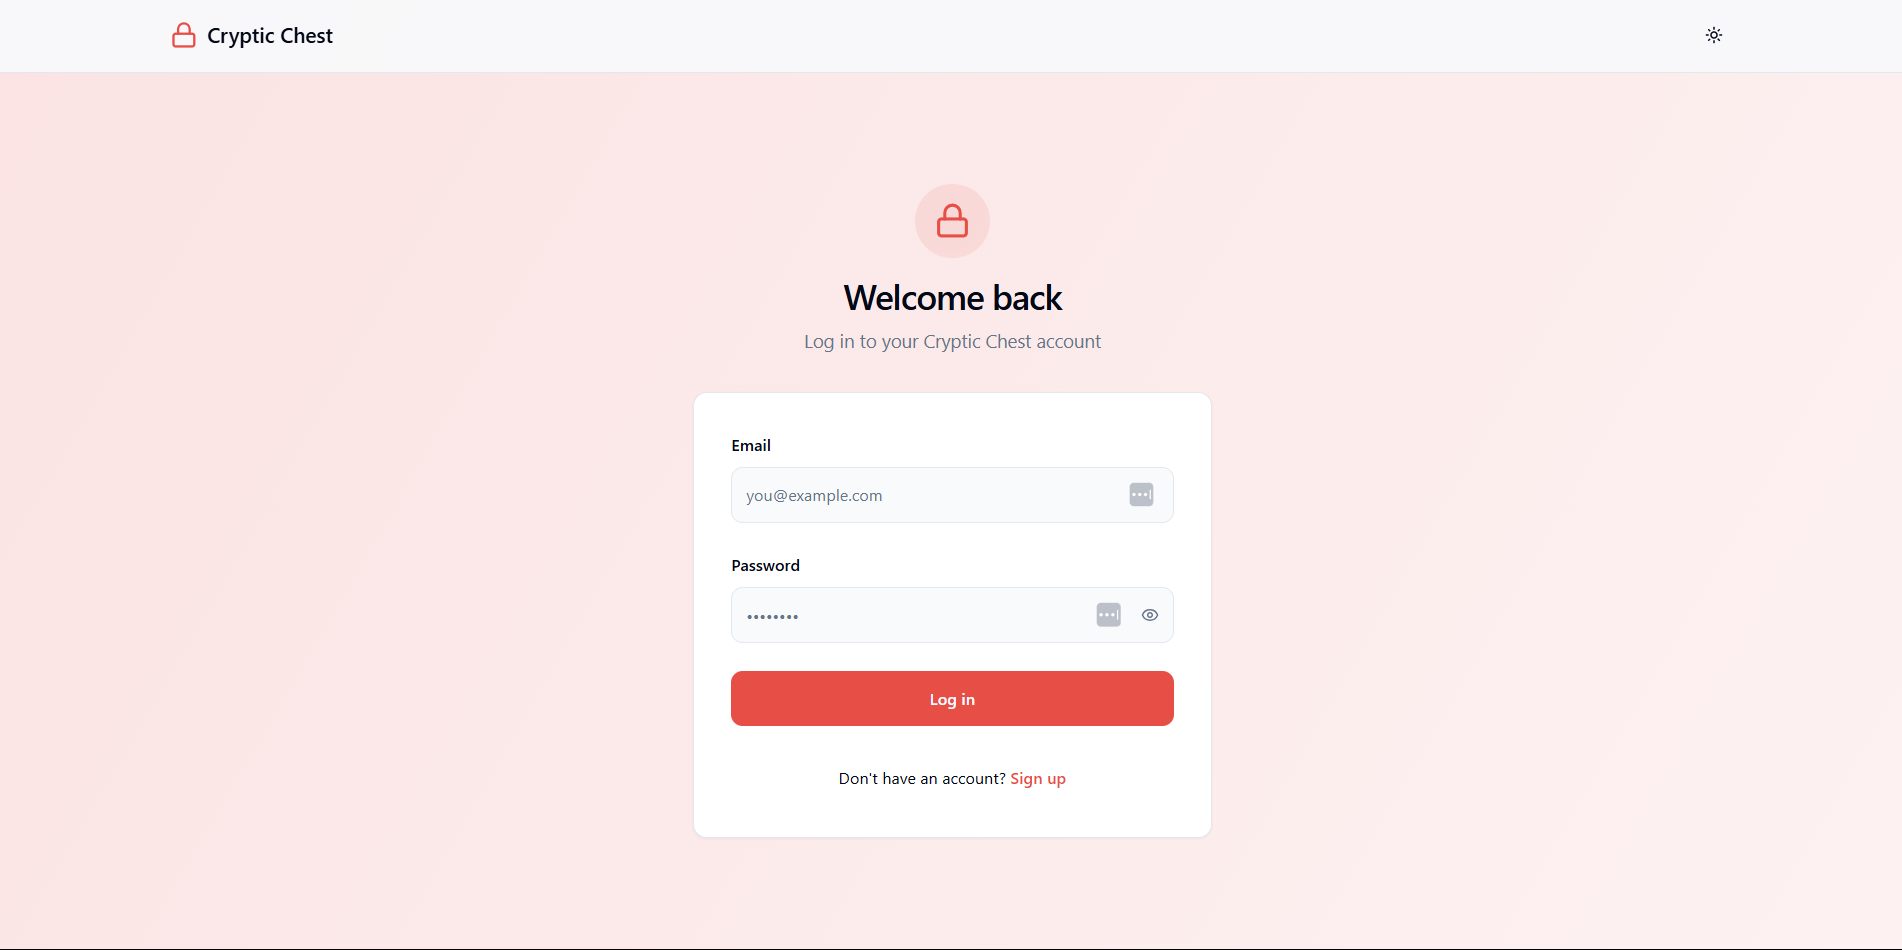 Cryptic Chest
Welcome back
Log in to your Cryptic Chest account
Email
you@example.com
Password
••••••••
Log in
Don't have an account? Sign up